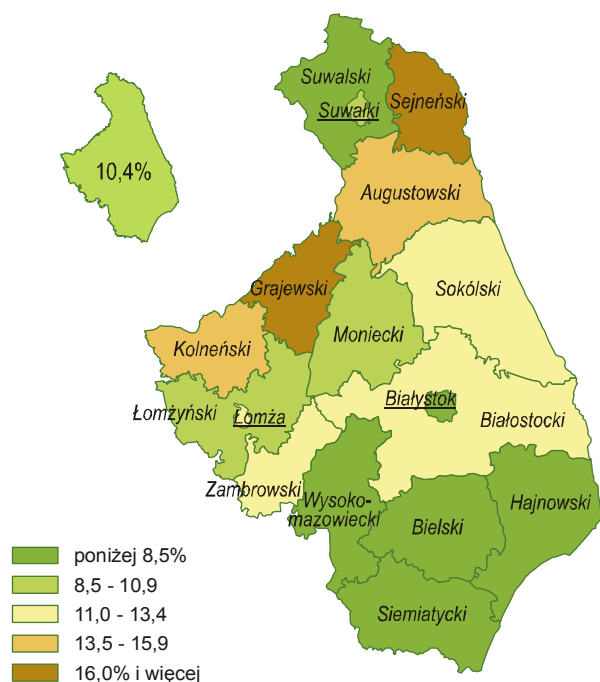 Suwalski
Suwałki
Sejneński
10,4%
Augustowski
Grajewski
Sokólski
Moniecki
Kolneński
Łomżyński
Łomża
Białystok
Białostocki
Zambrowski
Wysoko-
mazowiecki
Hajnowski
Bielski
Siemiatycki
poniżej 8,5%
8,5 - 10,9
11,0 - 13,4
13,5 - 15,9
16,0% i więcej